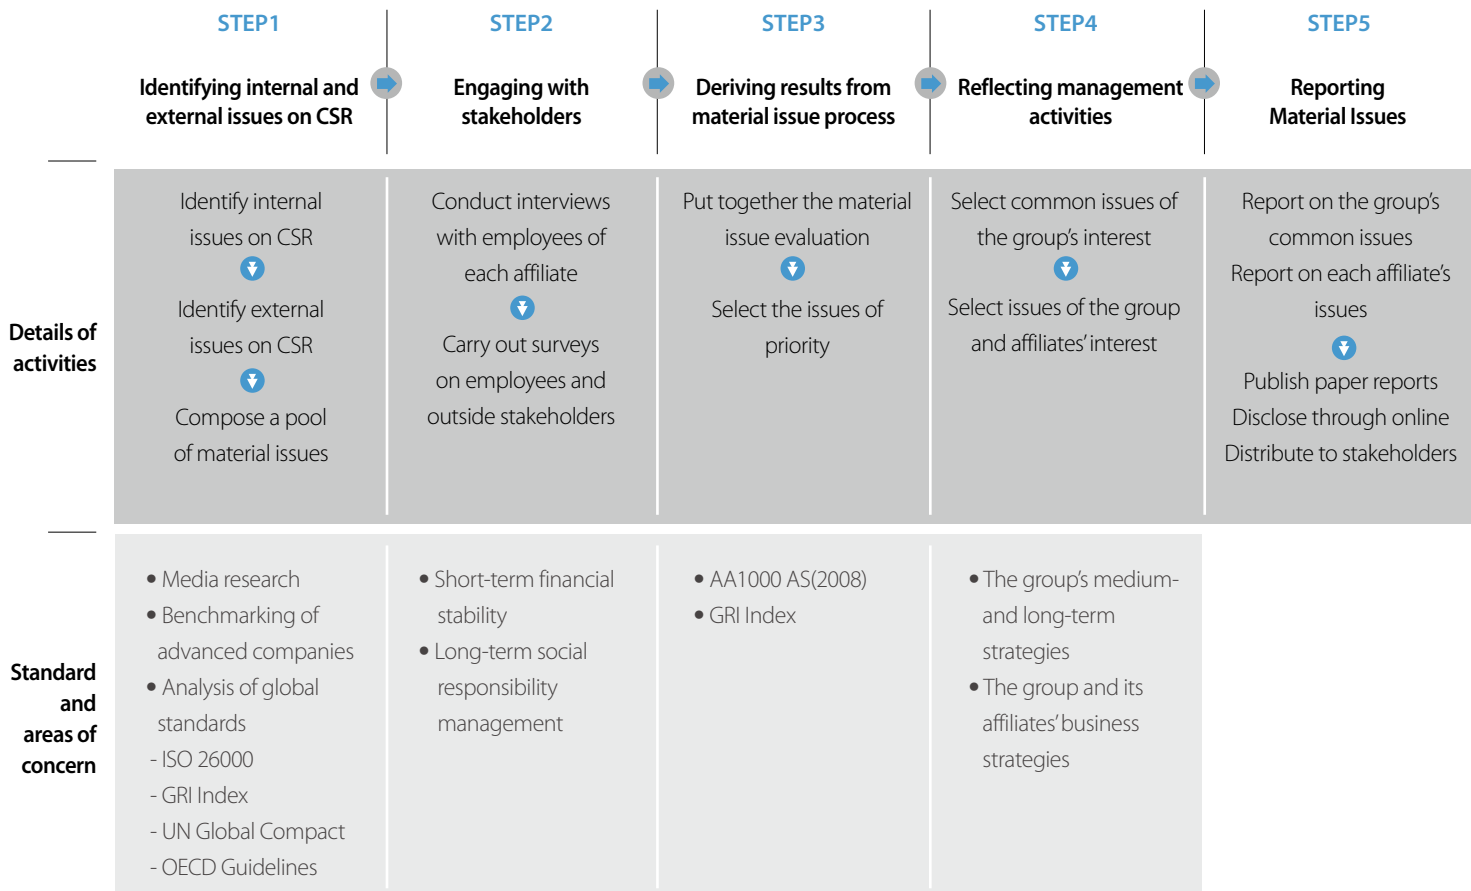 STEP1
STEP2
STEP3
STEP4
STEP5
Identifying internal and
external issues on CSR
Engaging with
stakeholders
Deriving results from
material issue process
Reflecting management
activities
Reporting
Material Issues
Details of
activities
Identify internal
issues on CSR
Identify external
issues on CSR
Compose a pool
of material issues
Conduct interviews
with employees of
each affiliate
Carry out surveys
on employees and
outside stakeholders
Put together the material
issue evaluation
Select the issues of
priority
Select common issues of
the group's interest
Select issues of the group
and affiliates' interest
Report on the group's
common issues
Report on each affiliate's
issues
Publish paper reports
Disclose through online
Distribute to stakeholders
Standard
and
areas of
concern
• Media research
• Benchmarking of
advanced companies
• Analysis of global
standards
- ISO 26000
- GRI Index
- UN Global Compact
- OECD Guidelines
• Short-term financial
stability
• Long-term social
responsibility
management
• AA1000 AS(2008)
• GRI Index
• The group's medium-
and long-term
strategies
• The group and its
affiliates' business
strategies